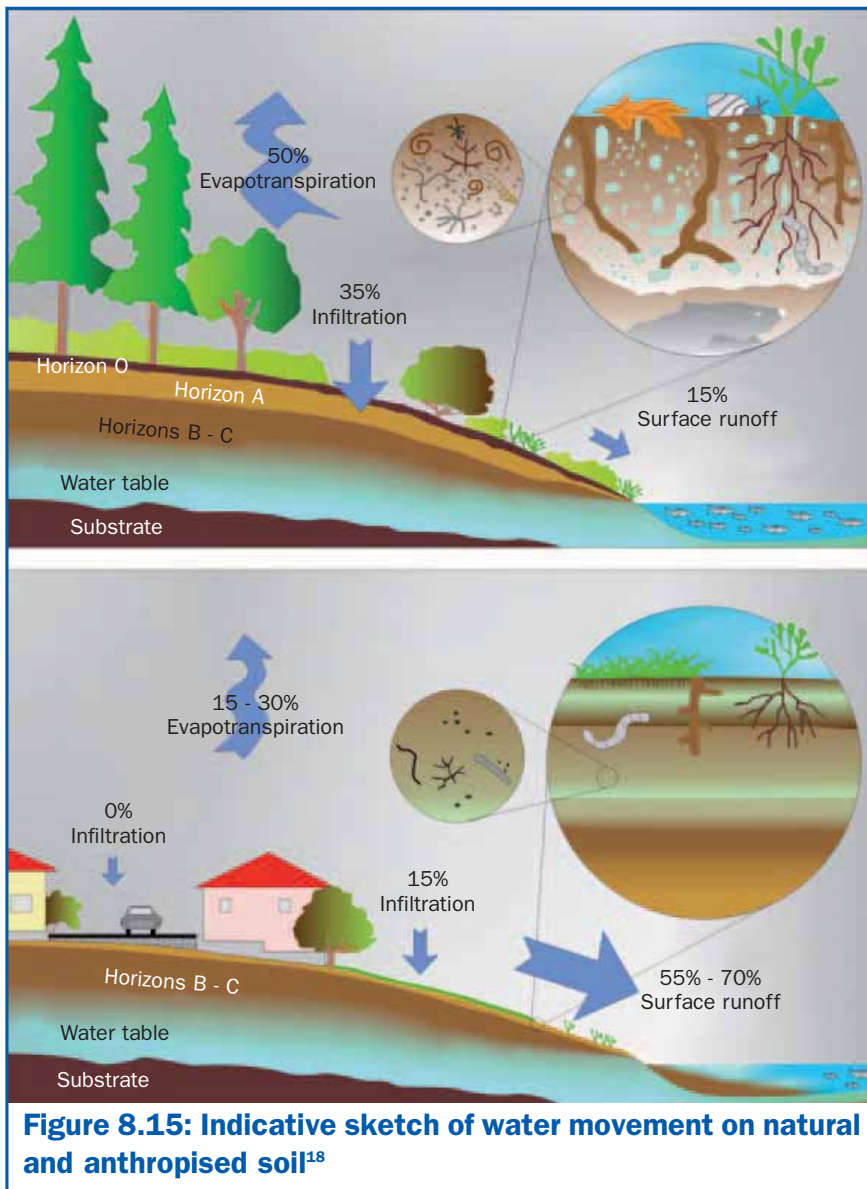 50%
Evapotranspiration
35%
Infiltration
15%
Surface runoff
Horizon O
Horizon A
Horizons B - C
Water table
Substrate
15 - 30%
Evapotranspiration
0%
Infiltration
15%
Infiltration
55% - 70%
Surface runoff
Horizons B - C
Water table
Substrate
Figure 8.15: Indicative sketch of water movement on natural
and anthropised soil¹⁸